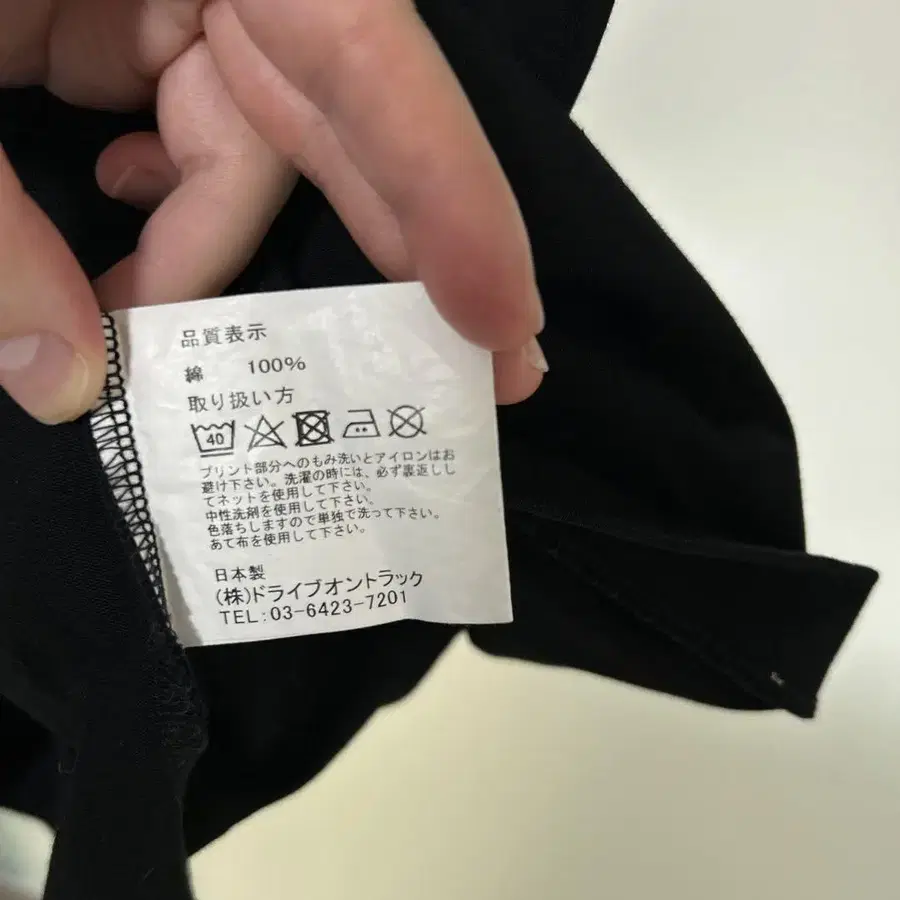 品質表示
綿 100%
取り扱い方
40
プリント部分へのもみ洗いとアイロンはお
避け下さい。洗濯の時には、必ず裏返しし
てネットを使用して下さい。
中性洗剤を使用して下さい。
色落ちしますので単独で洗って下さい。
あて布を使用して下さい。
日本製
(株)ドライブオントラック
TEL:03-6423-7201